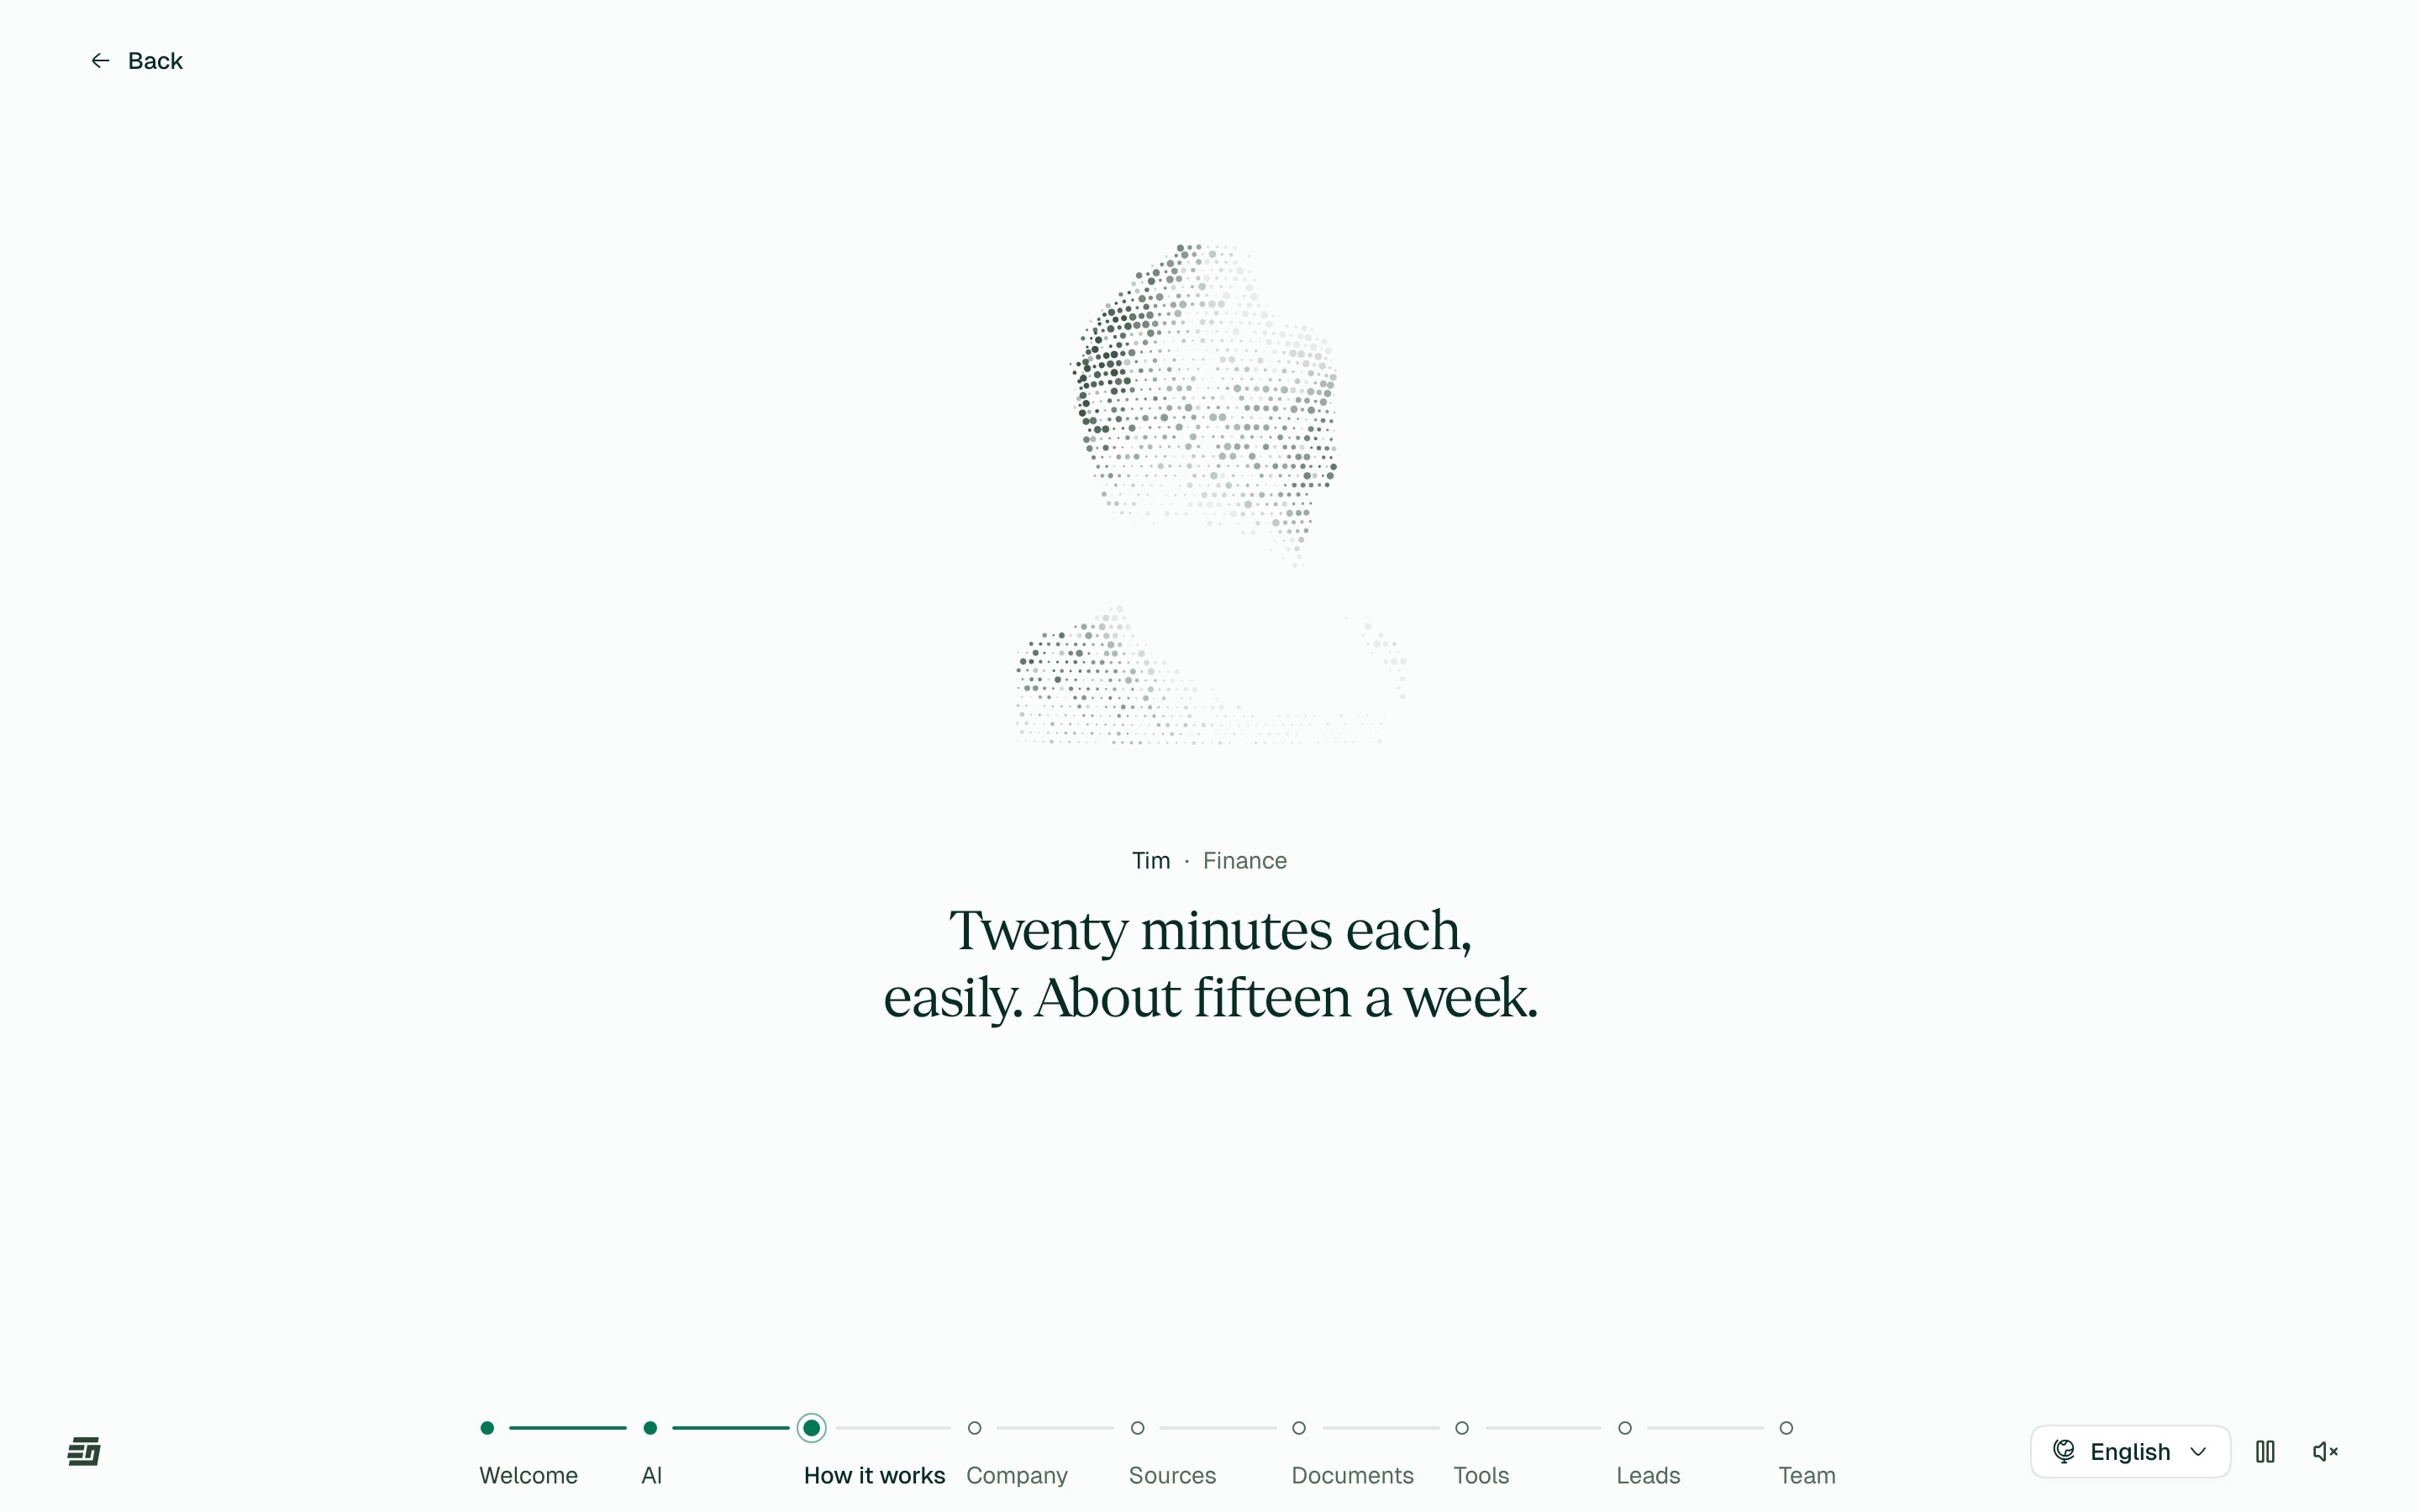 Back
Tim · Finance
Twenty minutes each,
easily. About fifteen a week.
Welcome
AI
How it works
Company
Sources
Documents
Tools
Leads
Team
English